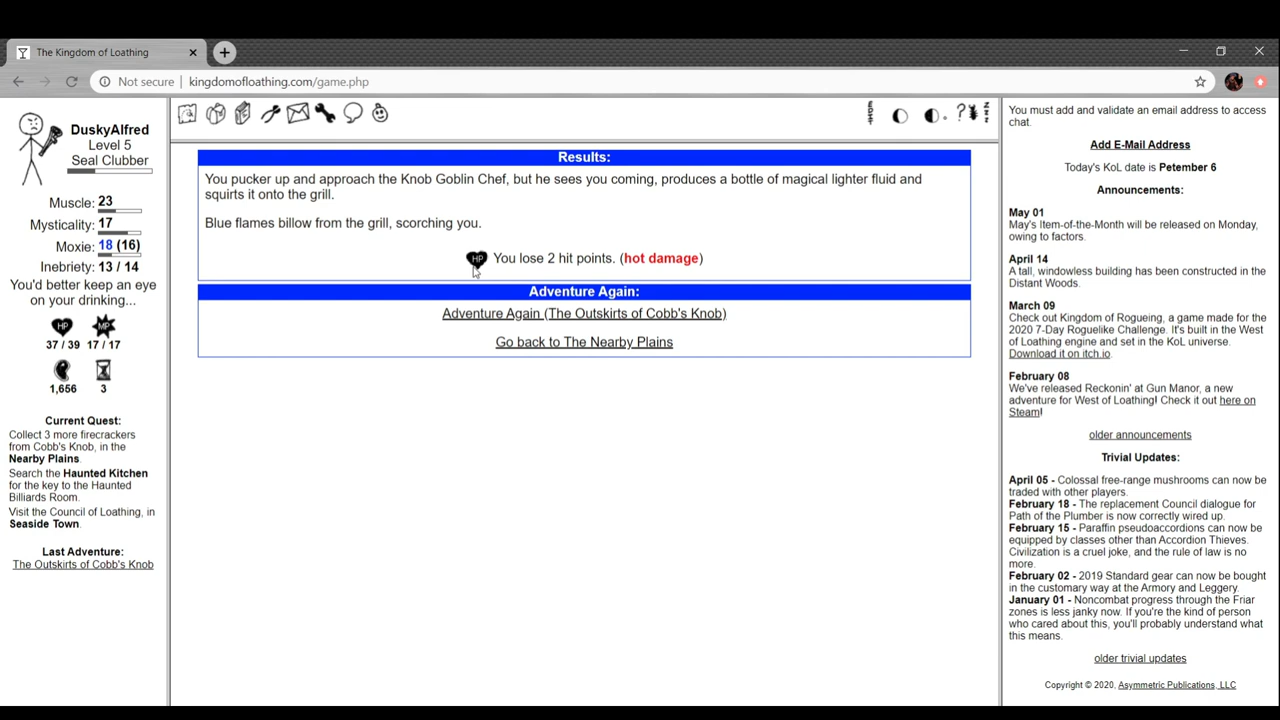 The Kingdom of Loathing
Not secure | kingdomofloathing.com/game.php
DuskyAlfred
Level 5
Seal Clubber
Muscle: 23
Mysticality: 17
Moxie: 18 (16)
Inebriety: 13 / 14
You'd better keep an
eye on your drinking...
HP MP
37 / 39 17 / 17
1,656 3
Current Quest:
Collect 3 more firecrackers
from Cobb's Knob, in the
Nearby Plains.
Search the Haunted Kitchen
for the key to the Haunted
Billiards Room.
Visit the Council of Loathing, in
Seaside Town.
Last Adventure:
The Outskirts of Cobb's Knob
Results:
You pucker up and approach the Knob Goblin Chef, but he sees you coming, produces a bottle of magical lighter fluid and
squirts it onto the grill.
Blue flames billow from the grill, scorching you.
HP You lose 2 hit points. (hot damage)
Adventure Again:
Adventure Again (The Outskirts of Cobb's Knob)
Go back to The Nearby Plains
You must add and validate an email address to access
chat.
Add E-Mail Address
Today's KoL date is Petember 6
Announcements:
May 01
May's Item-of-the-Month will be released on Monday,
owing to factors.
April 14
A tall, windowless building has been constructed in the
Distant Woods.
March 09
Check out Kingdom of Rogueing, a game made for the
2020 7-Day Roguelike Challenge. It's built in the West
of Loathing engine and set in the KoL universe.
Download it on itch.io.
February 08
We've released Reckonin' at Gun Manor, a new
adventure for West of Loathing! Check it out here on
Steam!
older announcements
Trivial Updates:
April 05 - Colossal free-range mushrooms can now be
traded with other players.
February 18 - The replacement Council dialogue for
Path of the Plumber is now correctly wired up.
February 15 - Paraffin pseudoaccordions can now be
equipped by classes other than Accordion Thieves.
Civilization is a cruel joke, and the rule of law is no
more.
February 02 - 2019 Standard gear can now be bought
in the customary way at the Armory and Leggery.
January 01 - Noncombat progress through the Friar
zones is less janky now. If you're the kind of person
who cared about this, you'll probably understand what
this means.
older trivial updates
Copyright © 2020, Asymmetric Publications, LLC